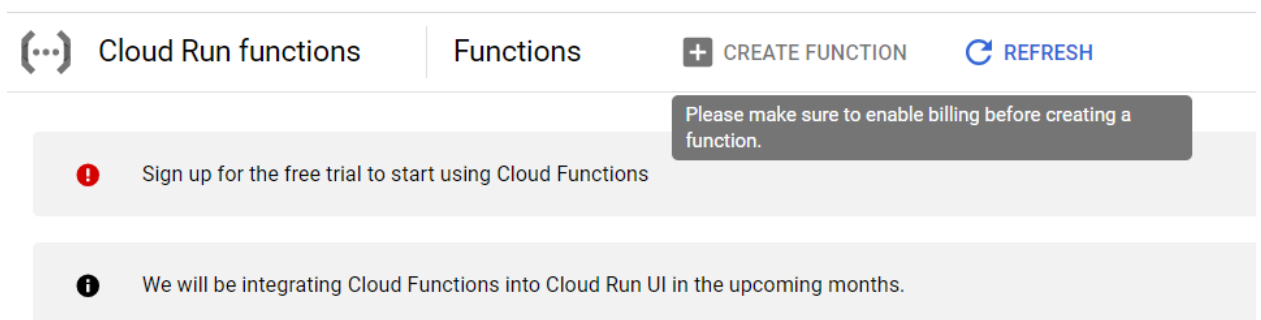 Cloud Run functions Functions CREATE FUNCTION REFRESH
Please make sure to enable billing before creating a
function.
Sign up for the free trial to start using Cloud Functions
We will be integrating Cloud Functions into Cloud Run UI in the upcoming months.